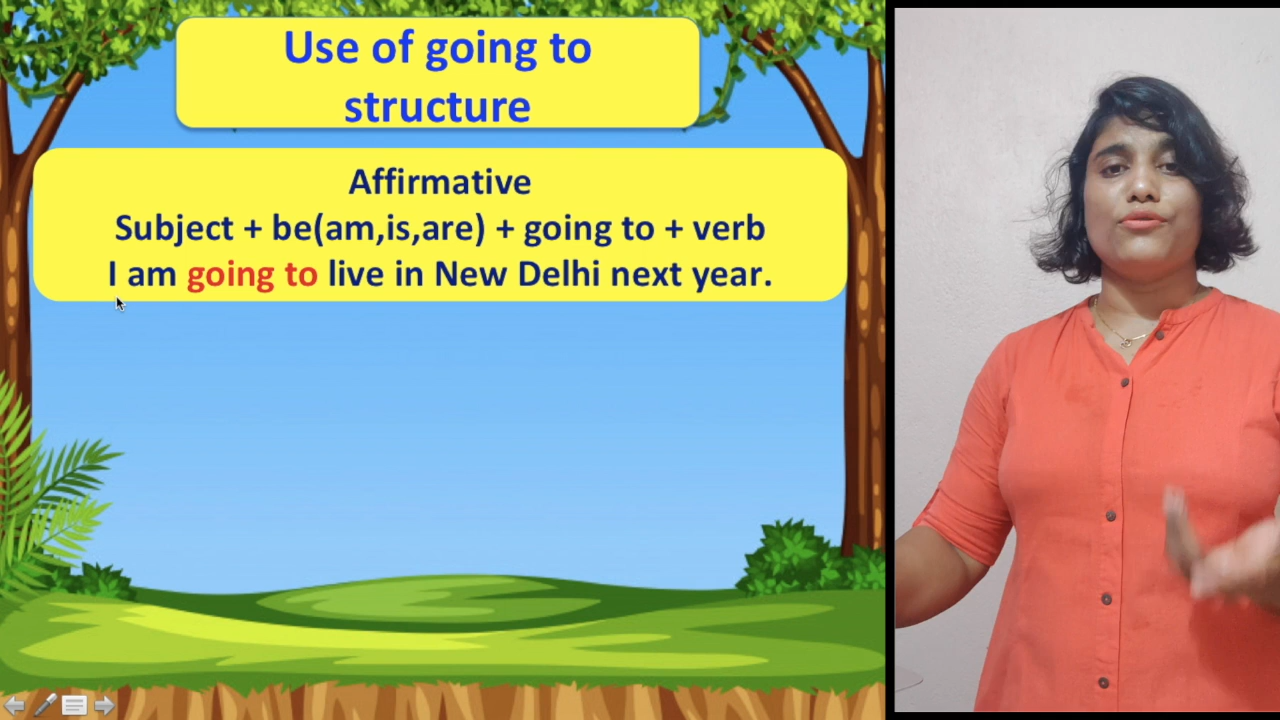 Use of going to
structure
Affirmative
Subject + be(am,is,are) + going to + verb
I am going to live in New Delhi next year.